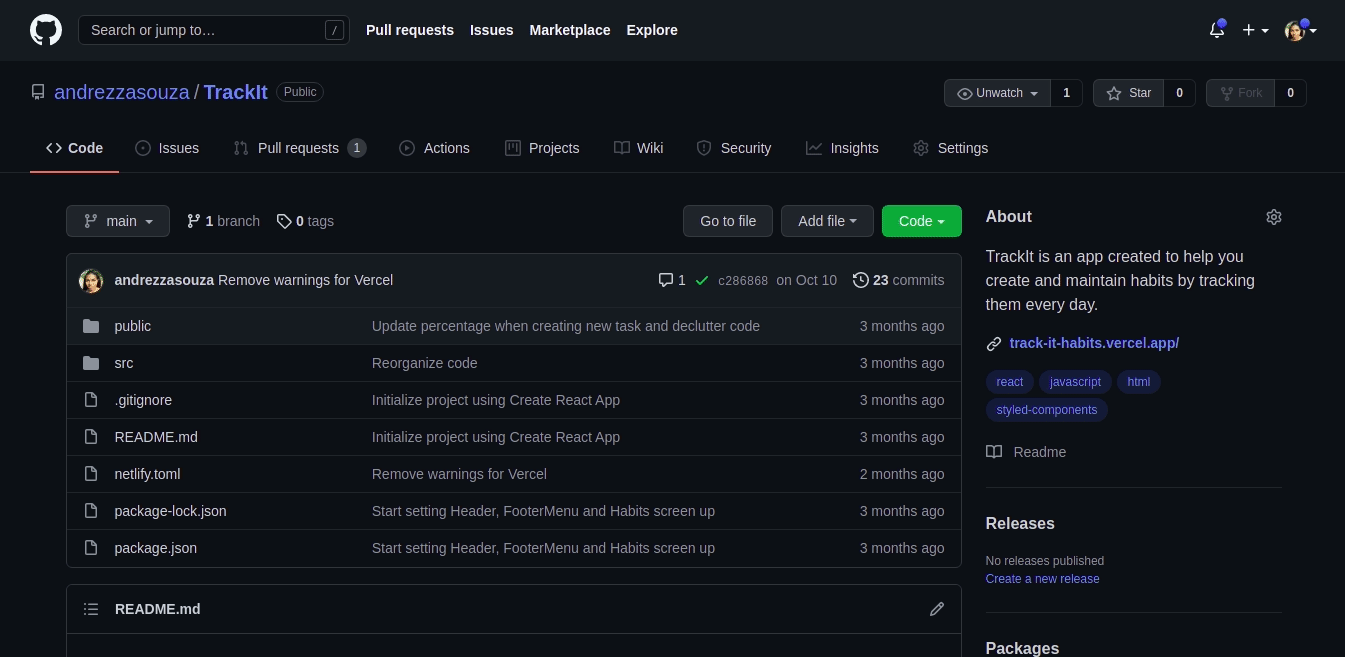 Search or jump to… / Pull requests Issues Marketplace Explore
andrezzasouza / TrackIt Public Unwatch 1 Star 0 Fork 0
Code Issues Pull requests 1 Actions Projects Wiki Security Insights Settings
main 1 branch 0 tags Go to file Add file Code
andrezzasouza Remove warnings for Vercel 1 c286868 on Oct 10 23 commits
public Update percentage when creating new task and declutter code 3 months ago
src Reorganize code 3 months ago
.gitignore Initialize project using Create React App 3 months ago
README.md Initialize project using Create React App 3 months ago
netlify.toml Remove warnings for Vercel 2 months ago
package-lock.json Start setting Header, FooterMenu and Habits screen up 3 months ago
package.json Start setting Header, FooterMenu and Habits screen up 3 months ago
README.md
About
TrackIt is an app created to help you
create and maintain habits by tracking
them every day.
track-it-habits.vercel.app/
react javascript html
styled-components
Readme
Releases
No releases published
Create a new release
Packages